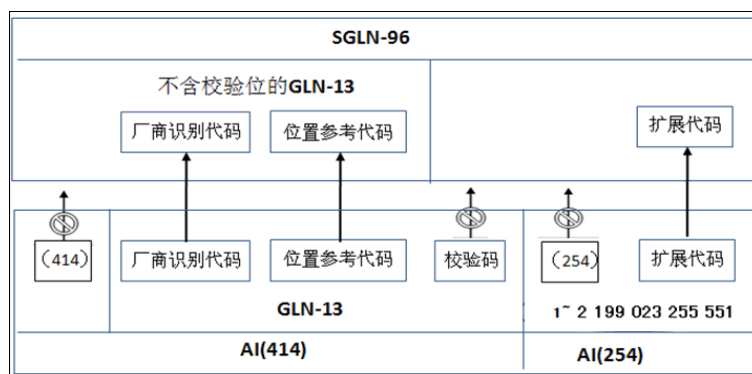 SGLN-96
不含校验位的GLN-13
厂商识别代码 位置参考代码 扩展代码
（414） 厂商识别代码 位置参考代码 校验码 （254） 扩展代码
GLN-13 1~ 2 199 023 255 551
AI(414) AI(254)